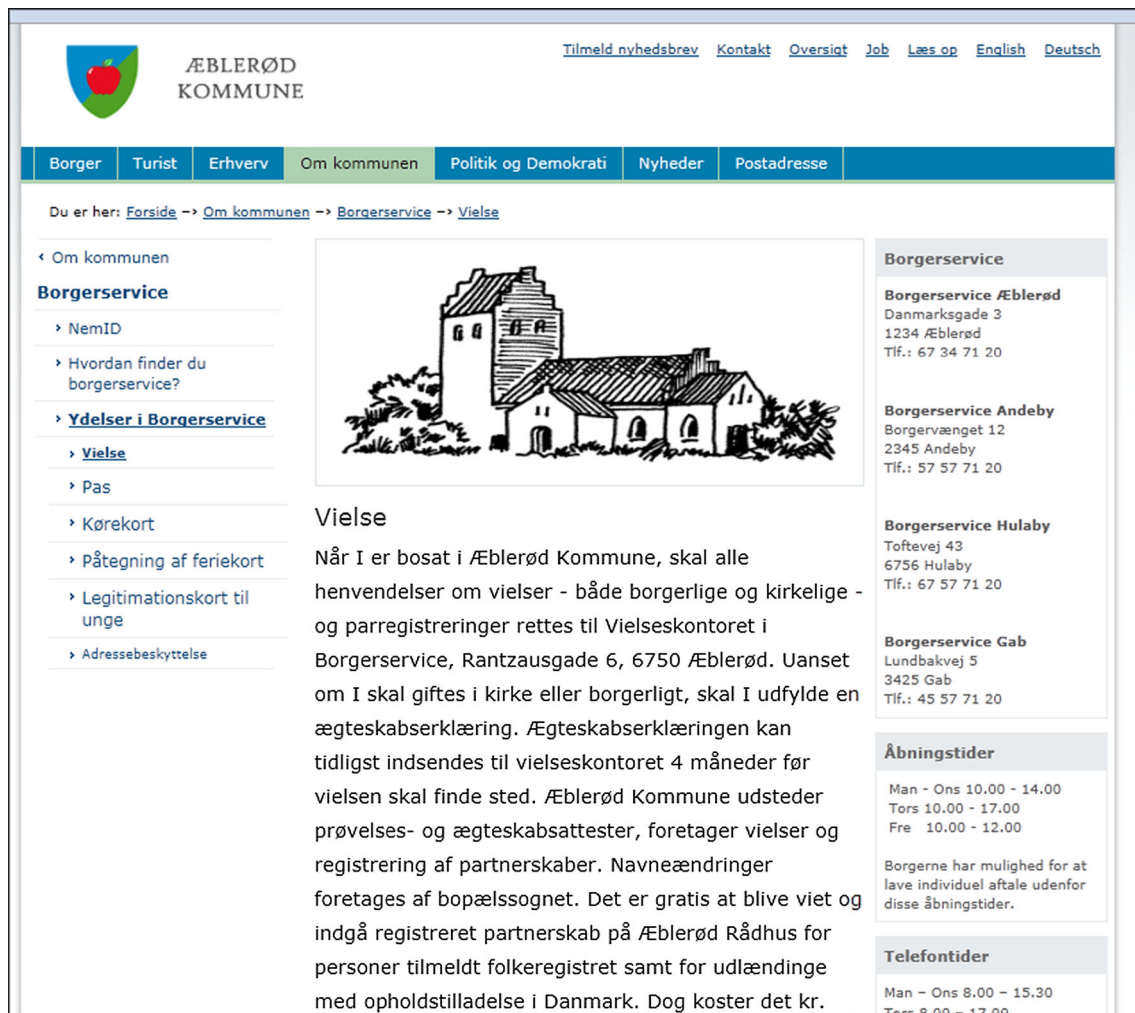 ÆBLERØD
KOMMUNE
Tilmeld nyhedsbrev Kontakt Oversigt Job Læs op English Deutsch
Borger Turist Erhverv Om kommunen Politik og Demokrati Nyheder Postadresse
Du er her: Forside -> Om kommunen -> Borgerservice -> Vielse
‹ Om kommunen
Borgerservice
› NemID
› Hvordan finder du
borgerservice?
› Ydelser i Borgerservice
› Vielse
› Pas
› Kørekort
› Påtegning af feriekort
› Legitimationskort til
unge
› Adressebeskyttelse
Vielse
Når I er bosat i Æblerød Kommune, skal alle
henvendelser om vielser - både borgerlige og kirkelige -
og parregistreringer rettes til Vielseskontoret i
Borgerservice, Rantzausgade 6, 6750 Æblerød. Uanset
om I skal giftes i kirke eller borgerligt, skal I udfylde en
ægteskabserklæring. Ægteskabserklæringen kan
tidligst indsendes til vielseskontoret 4 måneder før
vielsen skal finde sted. Æblerød Kommune udsteder
prøvelses- og ægteskabsattester, foretager vielser og
registrering af partnerskaber. Navneændringer
foretages af bopælssognet. Det er gratis at blive viet og
indgå registreret partnerskab på Æblerød Rådhus for
personer tilmeldt folkeregistret samt for udlændinge
med opholdstilladelse i Danmark. Dog koster det kr.
Borgerservice
Borgerservice Æblerød
Danmarksgade 3
1234 Æblerød
Tlf.: 67 34 71 20
Borgerservice Andeby
Borgervænget 12
2345 Andeby
Tlf.: 57 57 71 20
Borgerservice Hulaby
Toftevej 43
6756 Hulaby
Tlf.: 67 57 71 20
Borgerservice Gab
Lundbakvej 5
3425 Gab
Tlf.: 45 57 71 20
Åbningstider
Man - Ons 10.00 - 14.00
Tors 10.00 - 17.00
Fre 10.00 - 12.00
Borgerne har mulighed for at
lave individuel aftale udenfor
disse åbningstider.
Telefontider
Man – Ons 8.00 – 15.30
Tors 8.00 – 17.00